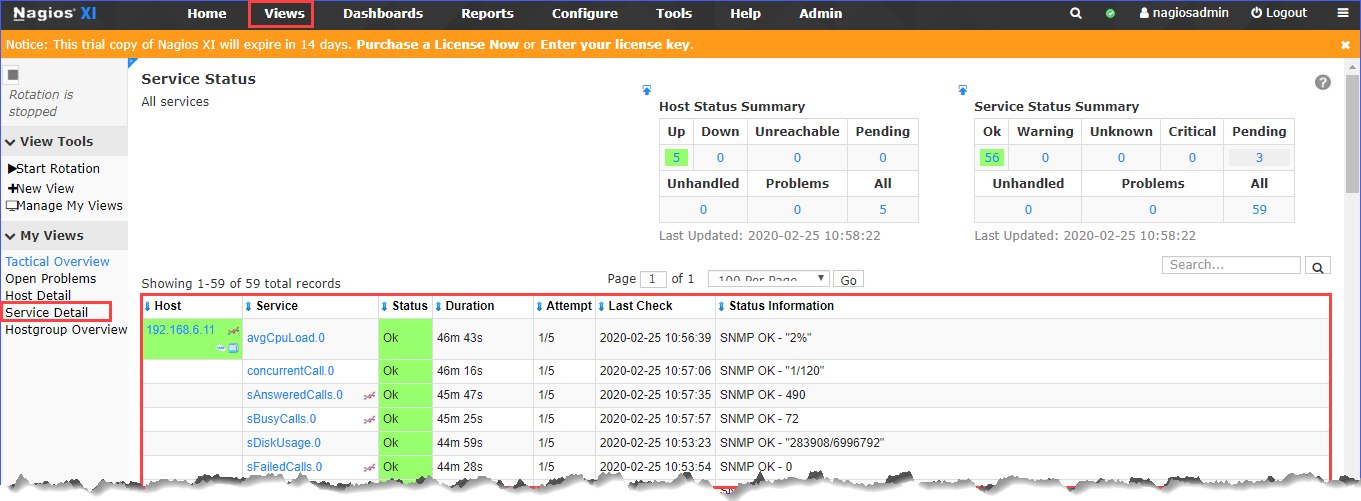 Nagios® XI Home Views Dashboards Reports Configure Tools Help Admin nagiosadmin Logout
Notice: This trial copy of Nagios XI will expire in 14 days. Purchase a License Now or Enter your license key.
Rotation is
stopped
View Tools
Start Rotation
New View
Manage My Views
My Views
Tactical Overview
Open Problems
Host Detail
Service Detail
Hostgroup Overview
Service Status
All services
Host Status Summary
Up Down Unreachable Pending
5 0 0 0
Unhandled Problems All
0 0 5
Last Updated: 2020-02-25 10:58:22
Service Status Summary
Ok Warning Unknown Critical Pending
56 0 0 0 3
Unhandled Problems All
0 0 59
Last Updated: 2020-02-25 10:58:22
Search...
Showing 1-59 of 59 total records
Page 1 of 1 100 Per Page Go
Host Service Status Duration Attempt Last Check Status Information
192.168.6.11 avgCpuLoad.0 Ok 46m 43s 1/5 2020-02-25 10:56:39 SNMP OK - "2%"
concurrentCall.0 Ok 46m 16s 1/5 2020-02-25 10:57:06 SNMP OK - "1/120"
sAnsweredCalls.0 Ok 45m 47s 1/5 2020-02-25 10:57:35 SNMP OK - 490
sBusyCalls.0 Ok 45m 25s 1/5 2020-02-25 10:57:57 SNMP OK - 72
sDiskUsage.0 Ok 44m 59s 1/5 2020-02-25 10:53:23 SNMP OK - "283908/6996792"
sFailedCalls.0 Ok 44m 28s 1/5 2020-02-25 10:53:54 SNMP OK - 0